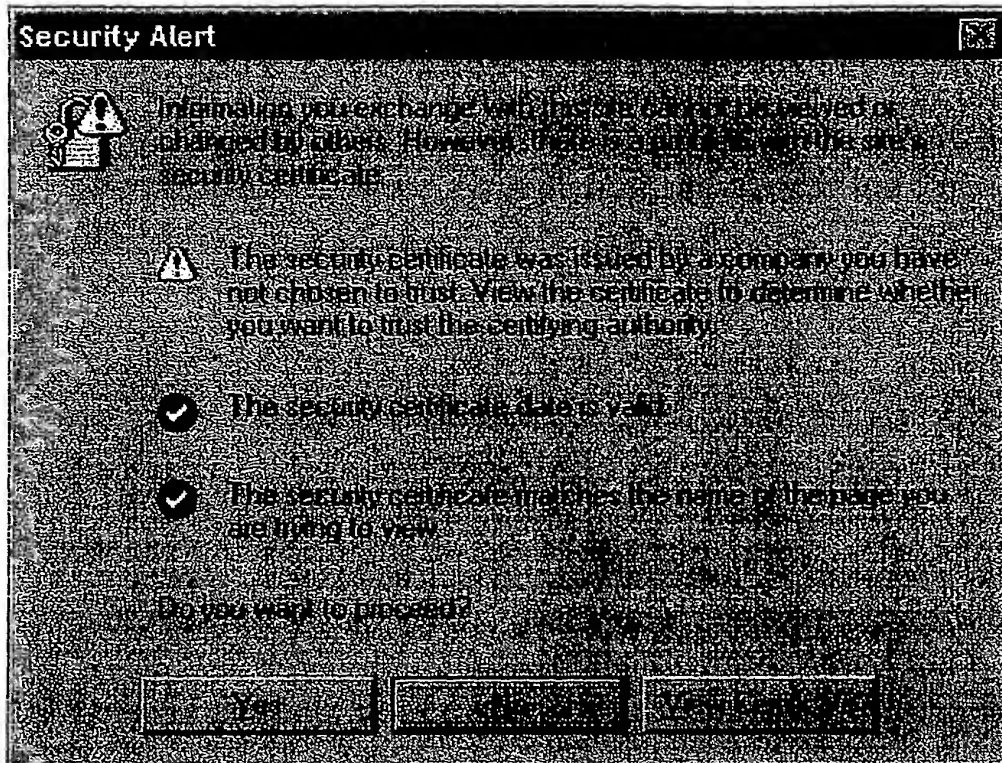 Security Alert
Information you exchange with this site cannot be viewed or
changed by others. However, there is a problem with the site's
security certificate.
The security certificate was issued by a company you have
not chosen to trust. View the certificate to determine whether
you want to trust the certifying authority.
The security certificate date is valid.
The security certificate matches the name of the page you
are trying to view.
Do you want to proceed?
Yes
View Certificate